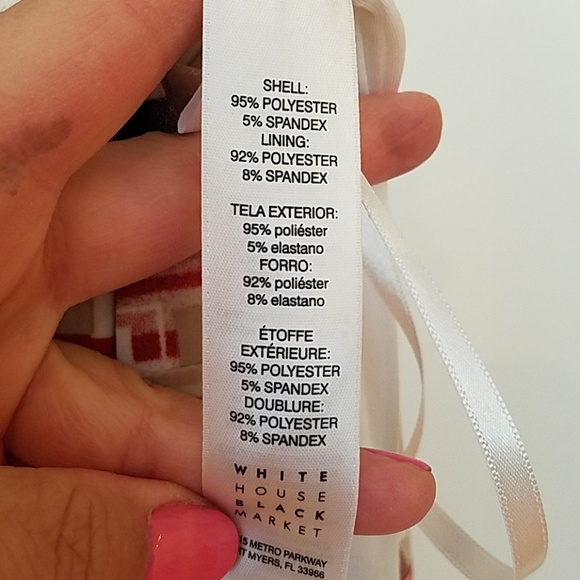 SHELL:
95% POLYESTER
5% SPANDEX
LINING:
92% POLYESTER
8% SPANDEX
TELA EXTERIOR:
95% poliéster
5% elastano
FORRO:
92% poliéster
8% elastano
ÉTOFFE
EXTÉRIEURE:
95% POLYESTER
5% SPANDEX
DOUBLURE:
92% POLYESTER
8% SPANDEX
WHITE
HOUSE
BLACK
MARKET
METRO PARKWAY
MYERS, FL 33966